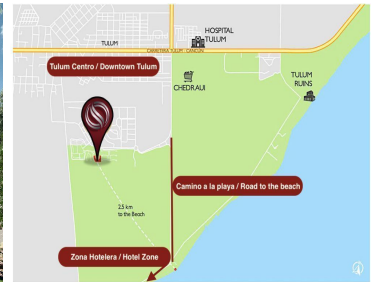 HOSPITAL
TULUM
TULUM
CARRETERA TULUM - CANCUN
Tulum Centro / Downtown Tulum
CHEDRAUI
TULUM
RUINS
Camino a la playa / Road to the beach
2.5 km
to the Beach
Zona Hotelera / Hotel Zone